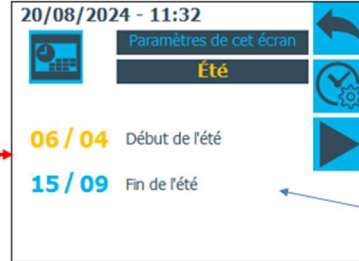 20/08/2024 - 11:32
Paramètres de cet écran
Été
06 / 04 Début de l'été
15 / 09 Fin de l'été